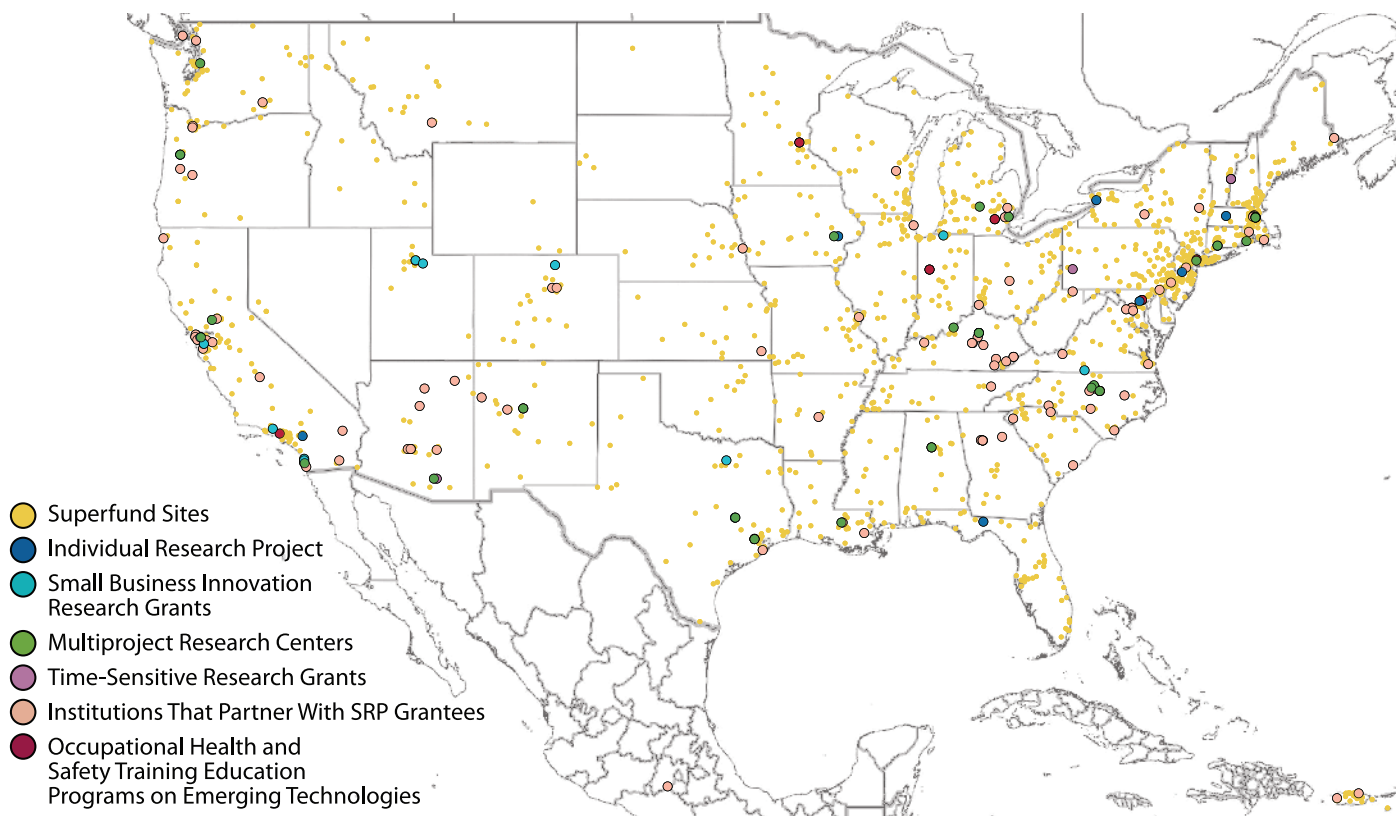 Superfund Sites
Individual Research Project
Small Business Innovation
Research Grants
Multiproject Research Centers
Time-Sensitive Research Grants
Institutions That Partner With SRP Grantees
Occupational Health and
Safety Training Education
Programs on Emerging Technologies